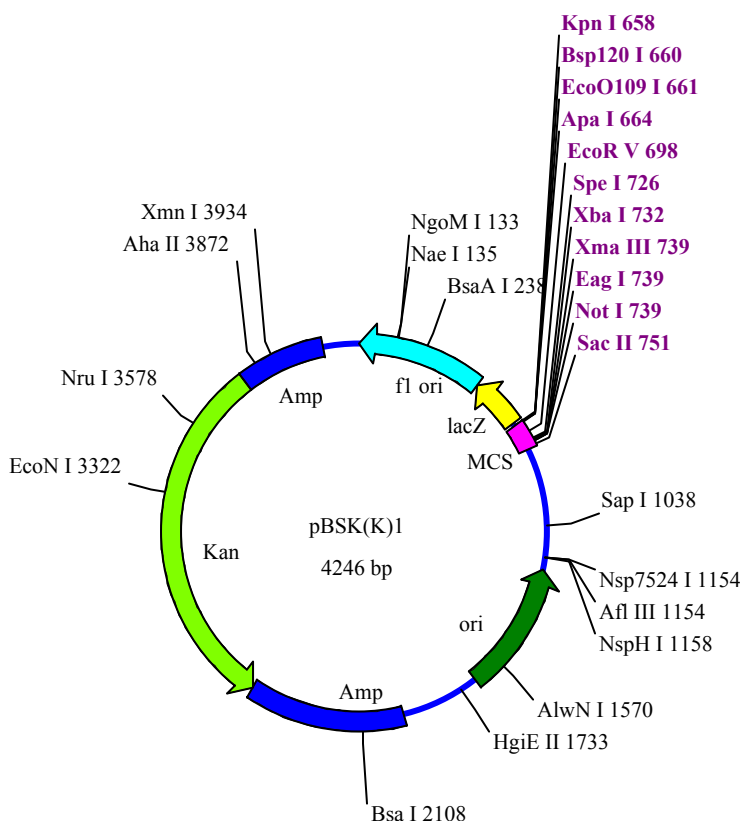 Kpn I 658
Bsp120 I 660
EcoO109 I 661
Apa I 664
EcoR V 698
Spe I 726
Xba I 732
Xma III 739
Eag I 739
Not I 739
Sac II 751
Xmn I 3934
Aha II 3872
NgoM I 133
Nae I 135
BsaA I 238
Nru I 3578
Amp
f1 ori
lacZ
MCS
EcoN I 3322
Sap I 1038
pBSK(K)1
4246 bp
Kan
Nsp7524 I 1154
Afl III 1154
NspH I 1158
ori
Amp
AlwN I 1570
HgiE II 1733
Bsa I 2108